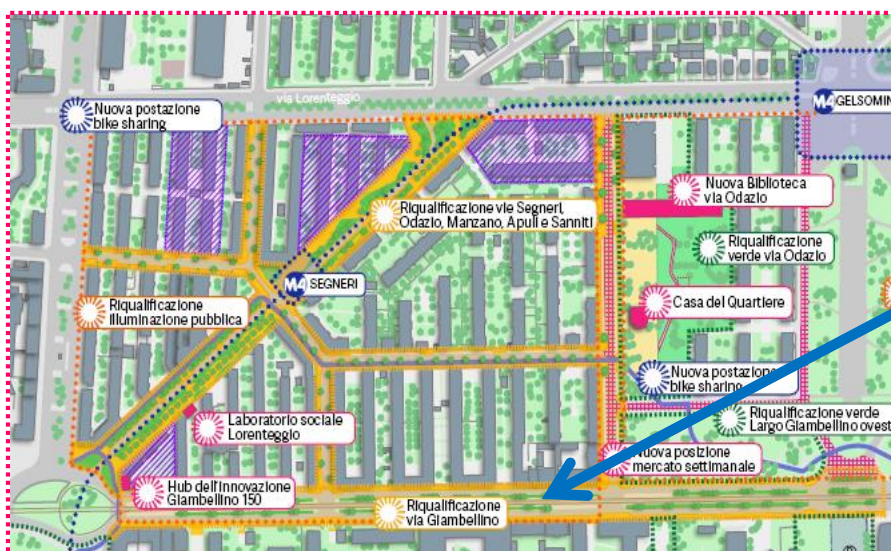 via Lorenteggio
Nuova postazione
bike sharing
M4 GELSOMIN
Nuova Biblioteca
via Odazio
Riqualificazione vie Segneri,
Odazio, Manzano, Apuli e Sanniti
Riqualificazione
verde via Odazio
M4 SEGNERI
Riqualificazione
illuminazione pubblica
Casa del Quartiere
Nuova postazione
bike sharing
Laboratorio sociale
Lorenteggio
Riqualificazione verde
Largo Giambellino ovest
Nuova posizione
mercato settimanale
Hub dell'Innovazione
Giambellino 150
Riqualificazione
via Giambellino